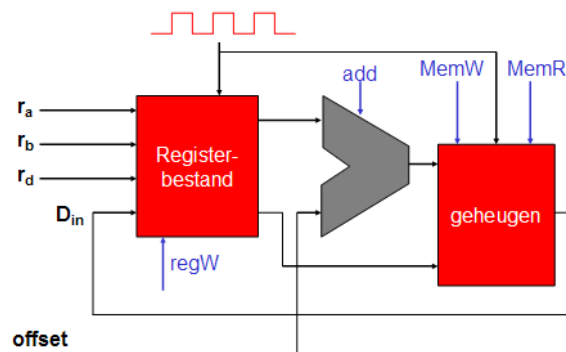 add
MemW
MemR
ra
rb
rd
Din
Register-
bestand
geheugen
regW
offset